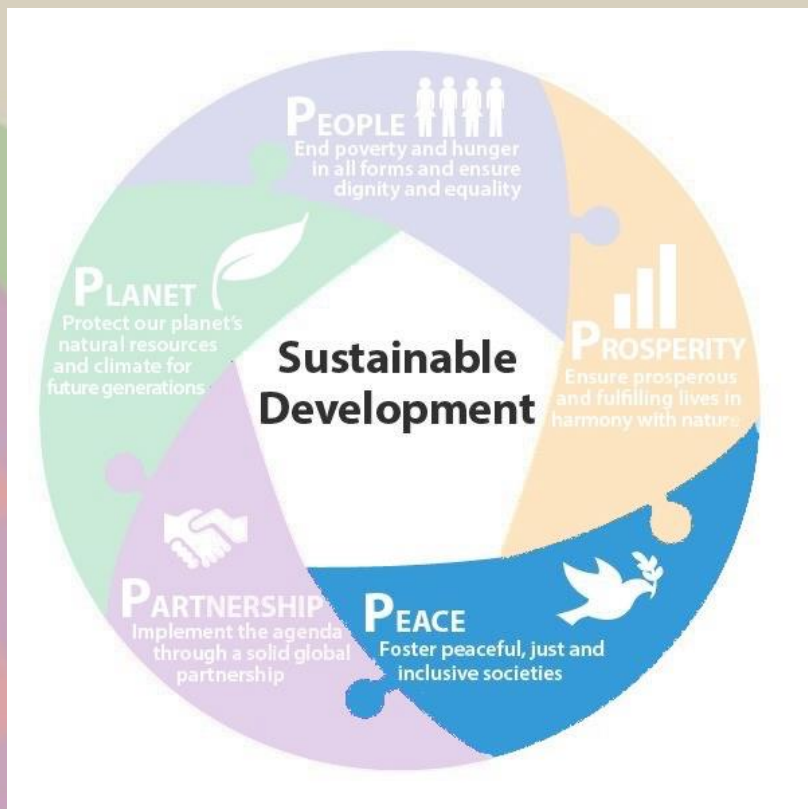 PEOPLE
End poverty and hunger
in all forms and ensure
dignity and equality
PLANET
Protect our planet's
natural resources
and climate for
future generations
Sustainable
Development
PROSPERITY
Ensure prosperous
and fulfilling lives in
harmony with nature
PARTNERSHIP
Implement the agenda
through a solid global
partnership
PEACE
Foster peaceful, just and
inclusive societies